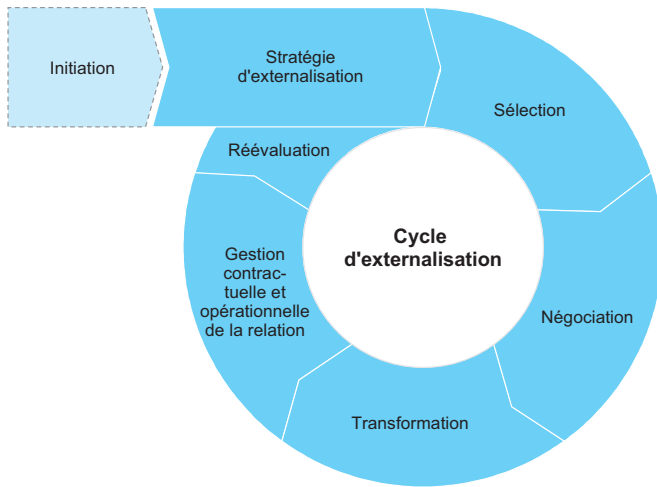 Initiation
Stratégie
d'externalisation
Sélection
Réévaluation
Cycle
d'externalisation
Gestion
contrac-
tuelle et
opérationnelle
de la relation
Négociation
Transformation